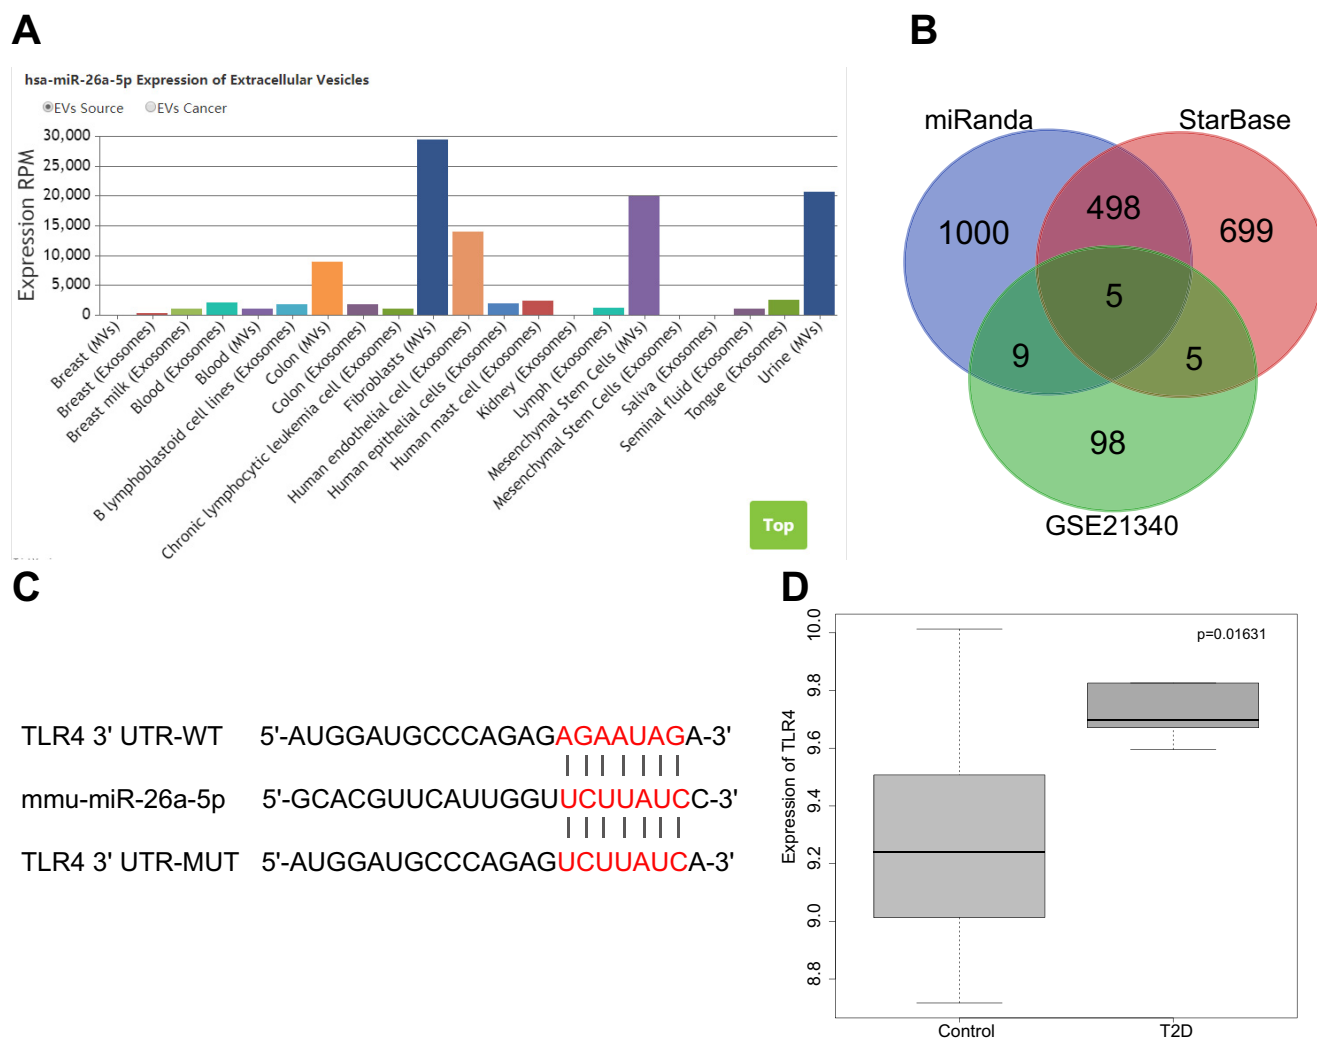 A
hsa-miR-26a-5p Expression of Extracellular Vesicles
EVs Source EVs Cancer
Expression RPM
30,000
25,000
20,000
15,000
10,000
5,000
0
Breast (MVs)
Breast (Exosomes)
Breast milk (Exosomes)
Blood (Exosomes)
Blood (MVs)
B lymphoblastoid cell lines (Exosomes)
Colon (MVs)
Colon (Exosomes)
Chronic lymphocytic leukemia cell (Exosomes)
Fibroblasts (MVs)
Human endothelial cell (Exosomes)
Human epithelial cells (Exosomes)
Human mast cell (Exosomes)
Kidney (Exosomes)
Lymph (Exosomes)
Mesenchymal Stem Cells (MVs)
Mesenchymal Stem Cells (Exosomes)
Saliva (Exosomes)
Seminal fluid (Exosomes)
Tongue (Exosomes)
Urine (MVs)
Top
B
miRanda StarBase
1000 498 699
5
9 5
98
GSE21340
C
TLR4 3' UTR-WT 5'-AUGGAUGCCCAGAGAGAAUAGA-3'
mmu-miR-26a-5p 5'-GCACGUUCAUUGGUUCUUAUCC-3'
TLR4 3' UTR-MUT 5'-AUGGAUGCCCAGAGUCUUAUCA-3'
D
Expression of TLR4
10.0
9.8
9.6
9.4
9.2
9.0
8.8
p=0.01631
Control T2D